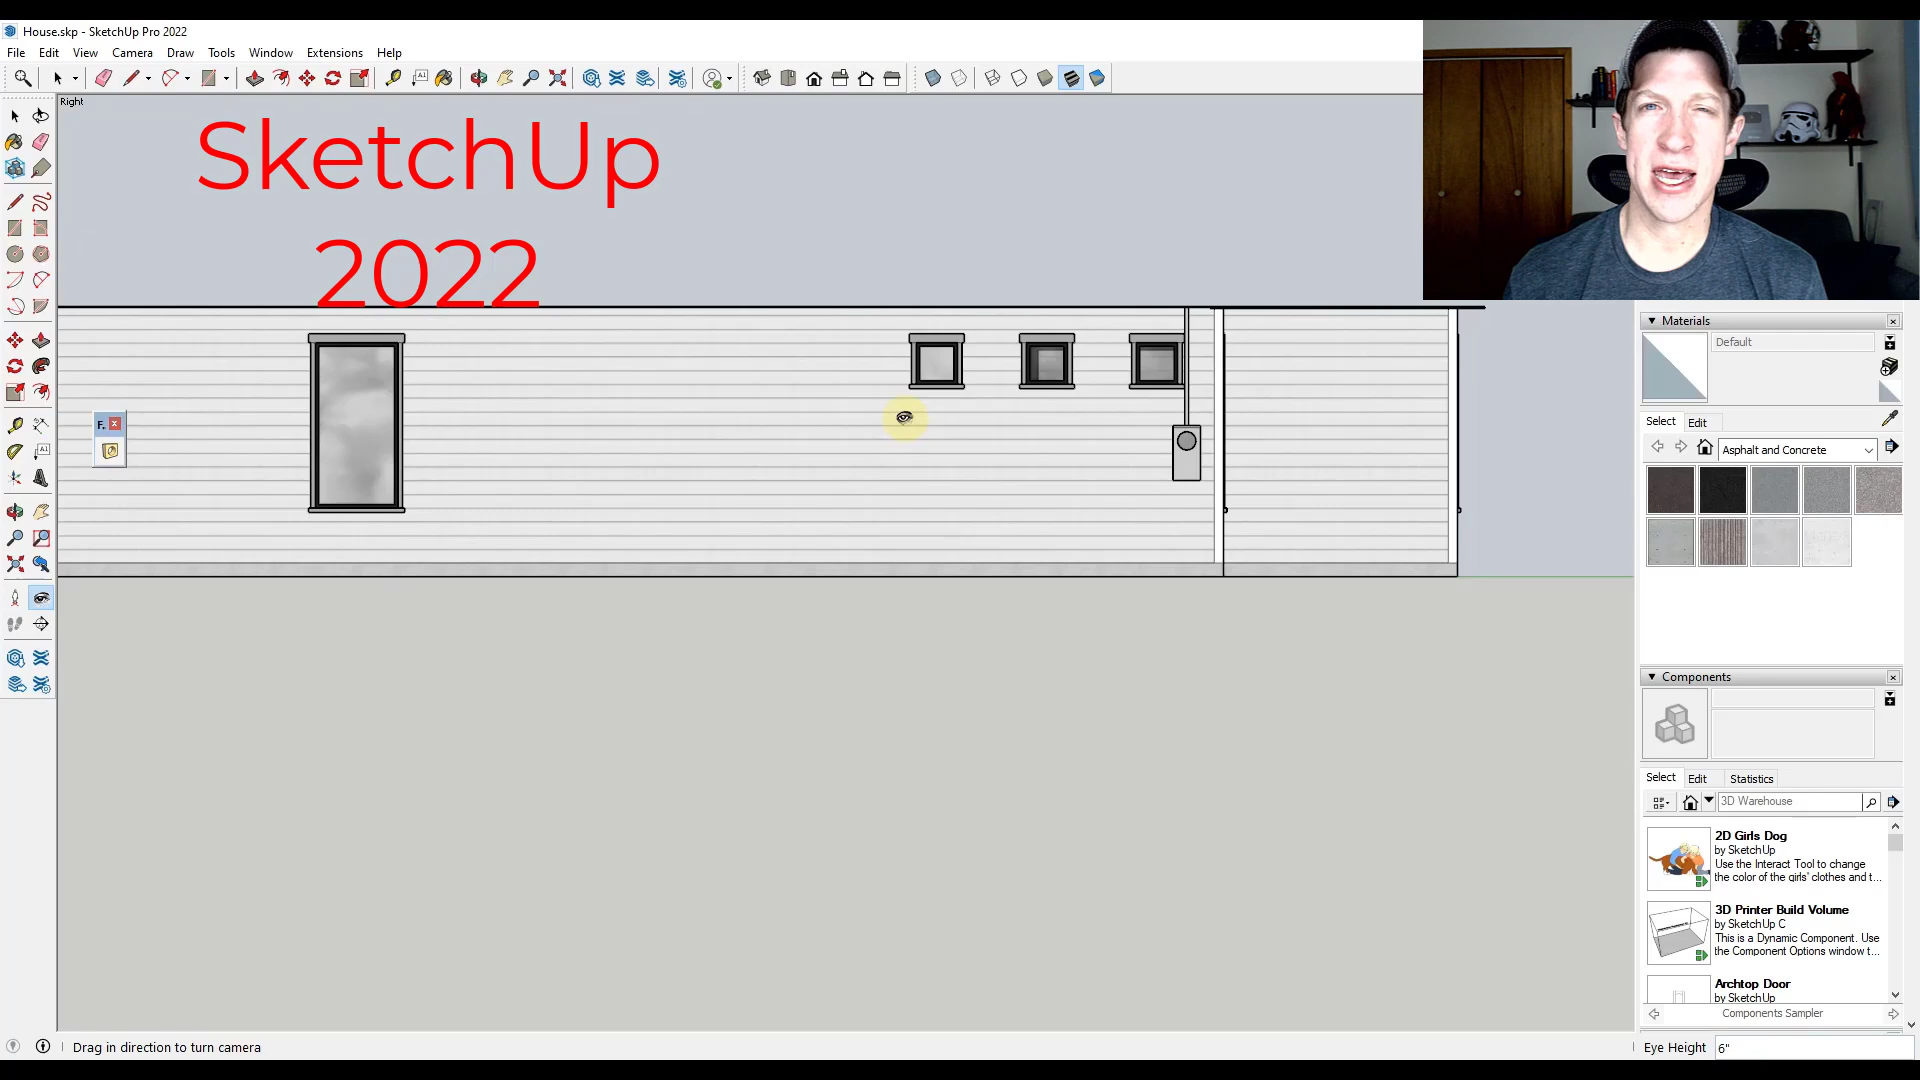 House.skp - SketchUp Pro 2022
File Edit View Camera Draw Tools Window Extensions Help
Right
SketchUp
2022
F.
Materials
Default
Select Edit
Asphalt and Concrete
Components
Select Edit Statistics
3D Warehouse
2D Girls Dog
by SketchUp
Use the Interact Tool to change
the color of the girls' clothes and t...
3D Printer Build Volume
by SketchUp C
This is a Dynamic Component. Use
the Component Options window t...
Archtop Door
by SketchUp
Components Sampler
Drag in direction to turn camera
Eye Height 6"